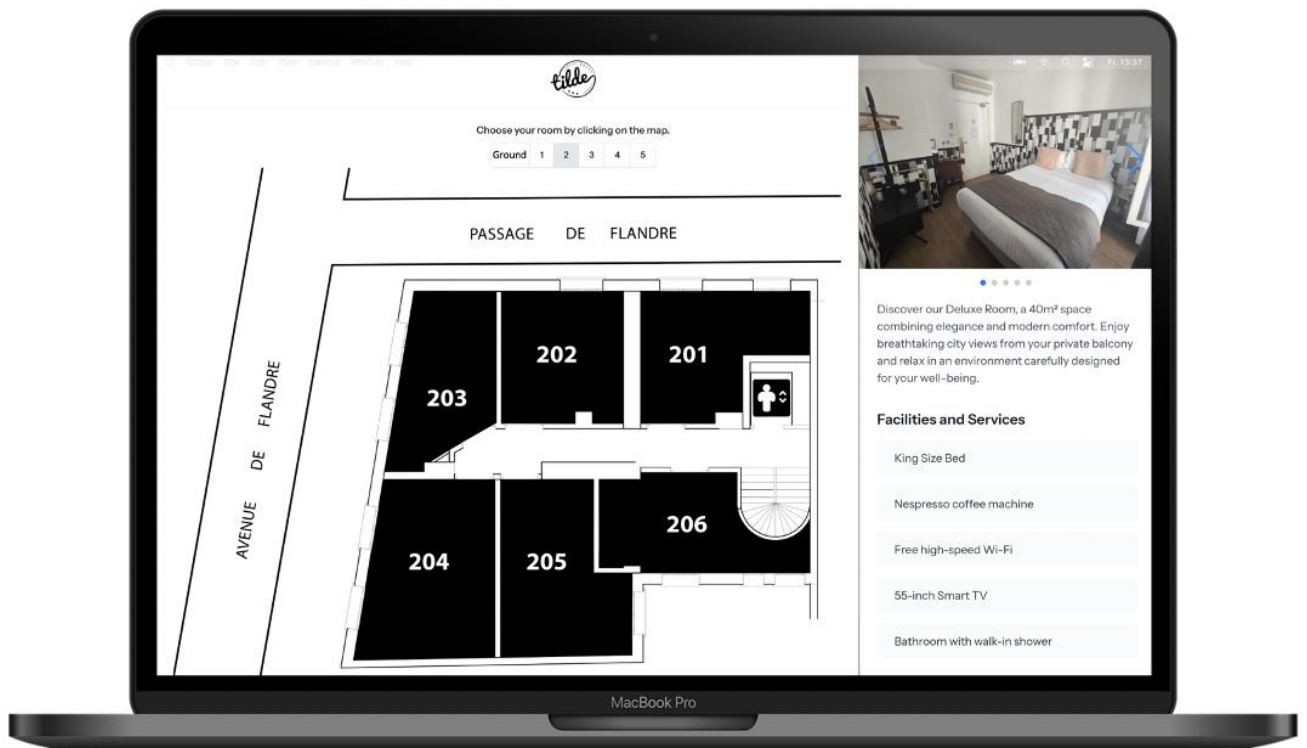 Fr. 13:37
tilde
Choose your room by clicking on the map.
Ground 1 2 3 4 5
PASSAGE DE FLANDRE
AVENUE DE FLANDRE
202
201
203
206
204
205
Discover our Deluxe Room, a 40m² space
combining elegance and modern comfort. Enjoy
breathtaking city views from your private balcony
and relax in an environment carefully designed
for your well-being.
Facilities and Services
King Size Bed
Nespresso coffee machine
Free high-speed Wi-Fi
55-inch Smart TV
Bathroom with walk-in shower
MacBook Pro